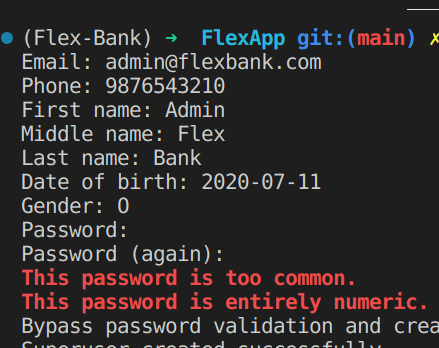 (Flex-Bank) ➜ FlexApp git:(main) ✗
Email: admin@flexbank.com
Phone: 9876543210
First name: Admin
Middle name: Flex
Last name: Bank
Date of birth: 2020-07-11
Gender: O
Password:
Password (again):
This password is too common.
This password is entirely numeric.
Bypass password validation and crea
Superuser created successfully